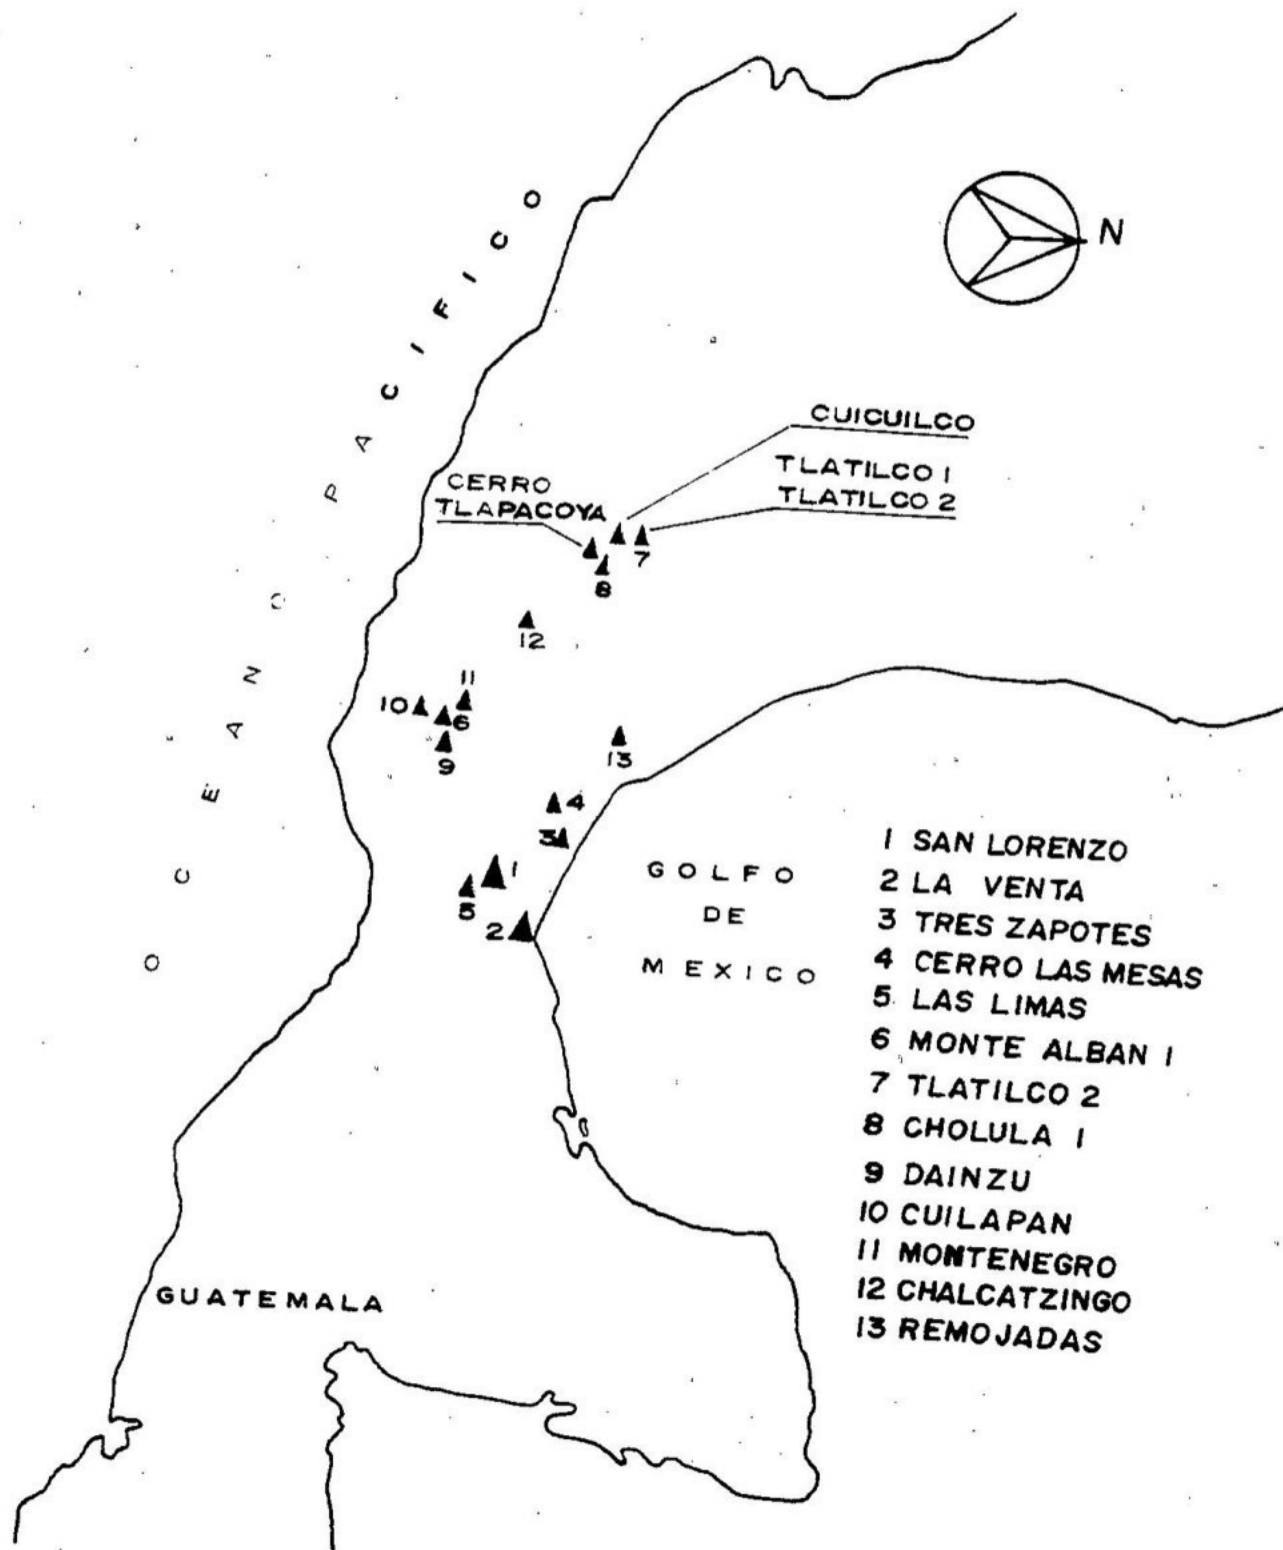 OCEANO PACIFICO
N
CUICUILCO
TLATILCO 1
TLATILCO 2
CERRO
TLAPACOYA
7
8
12
11
10
6
9
13
4
3
1
5
2
GOLFO
DE
MEXICO
1 SAN LORENZO
2 LA VENTA
3 TRES ZAPOTES
4 CERRO LAS MESAS
5 LAS LIMAS
6 MONTE ALBAN 1
7 TLATILCO 2
8 CHOLULA 1
9 DAINZU
10 CUILAPAN
11 MONTENEGRO
12 CHALCATZINGO
13 REMOJADAS
GUATEMALA